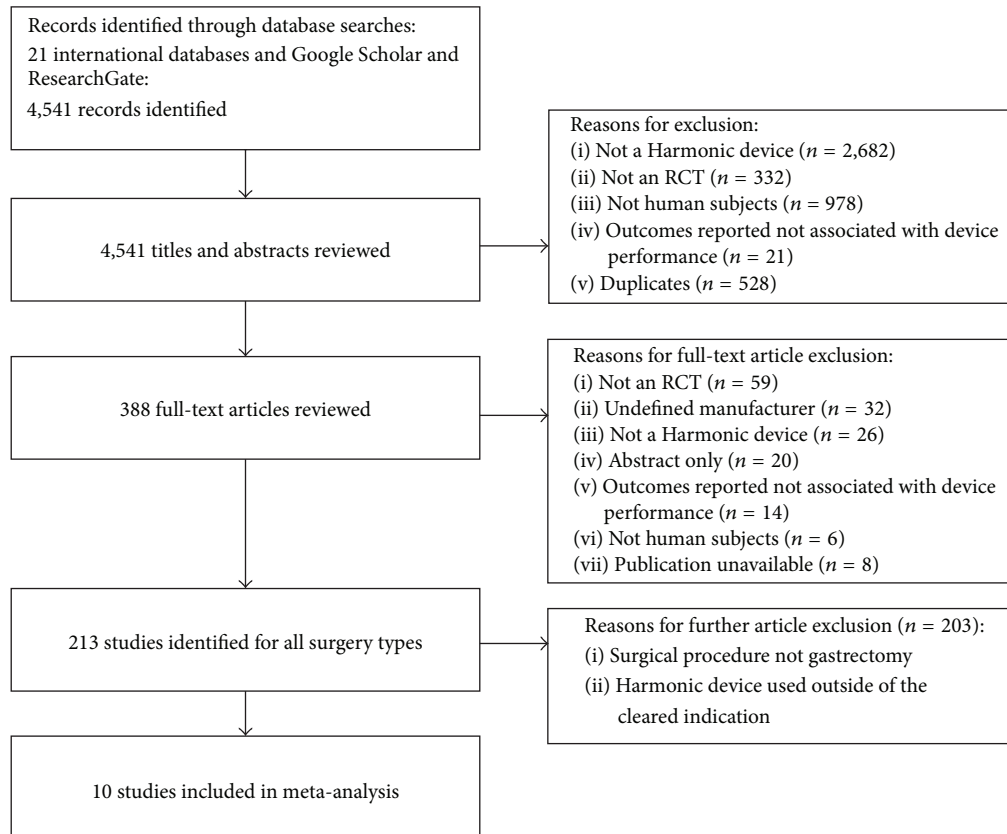 Records identified through database searches:
21 international databases and Google Scholar and
ResearchGate:
4,541 records identified
Reasons for exclusion:
(i) Not a Harmonic device (n = 2,682)
(ii) Not an RCT (n = 332)
(iii) Not human subjects (n = 978)
(iv) Outcomes reported not associated with device
performance (n = 21)
(v) Duplicates (n = 528)
4,541 titles and abstracts reviewed
Reasons for full-text article exclusion:
(i) Not an RCT (n = 59)
(ii) Undefined manufacturer (n = 32)
(iii) Not a Harmonic device (n = 26)
(iv) Abstract only (n = 20)
(v) Outcomes reported not associated with device
performance (n = 14)
(vi) Not human subjects (n = 6)
(vii) Publication unavailable (n = 8)
388 full-text articles reviewed
213 studies identified for all surgery types
Reasons for further article exclusion (n = 203):
(i) Surgical procedure not gastrectomy
(ii) Harmonic device used outside of the
cleared indication
10 studies included in meta-analysis